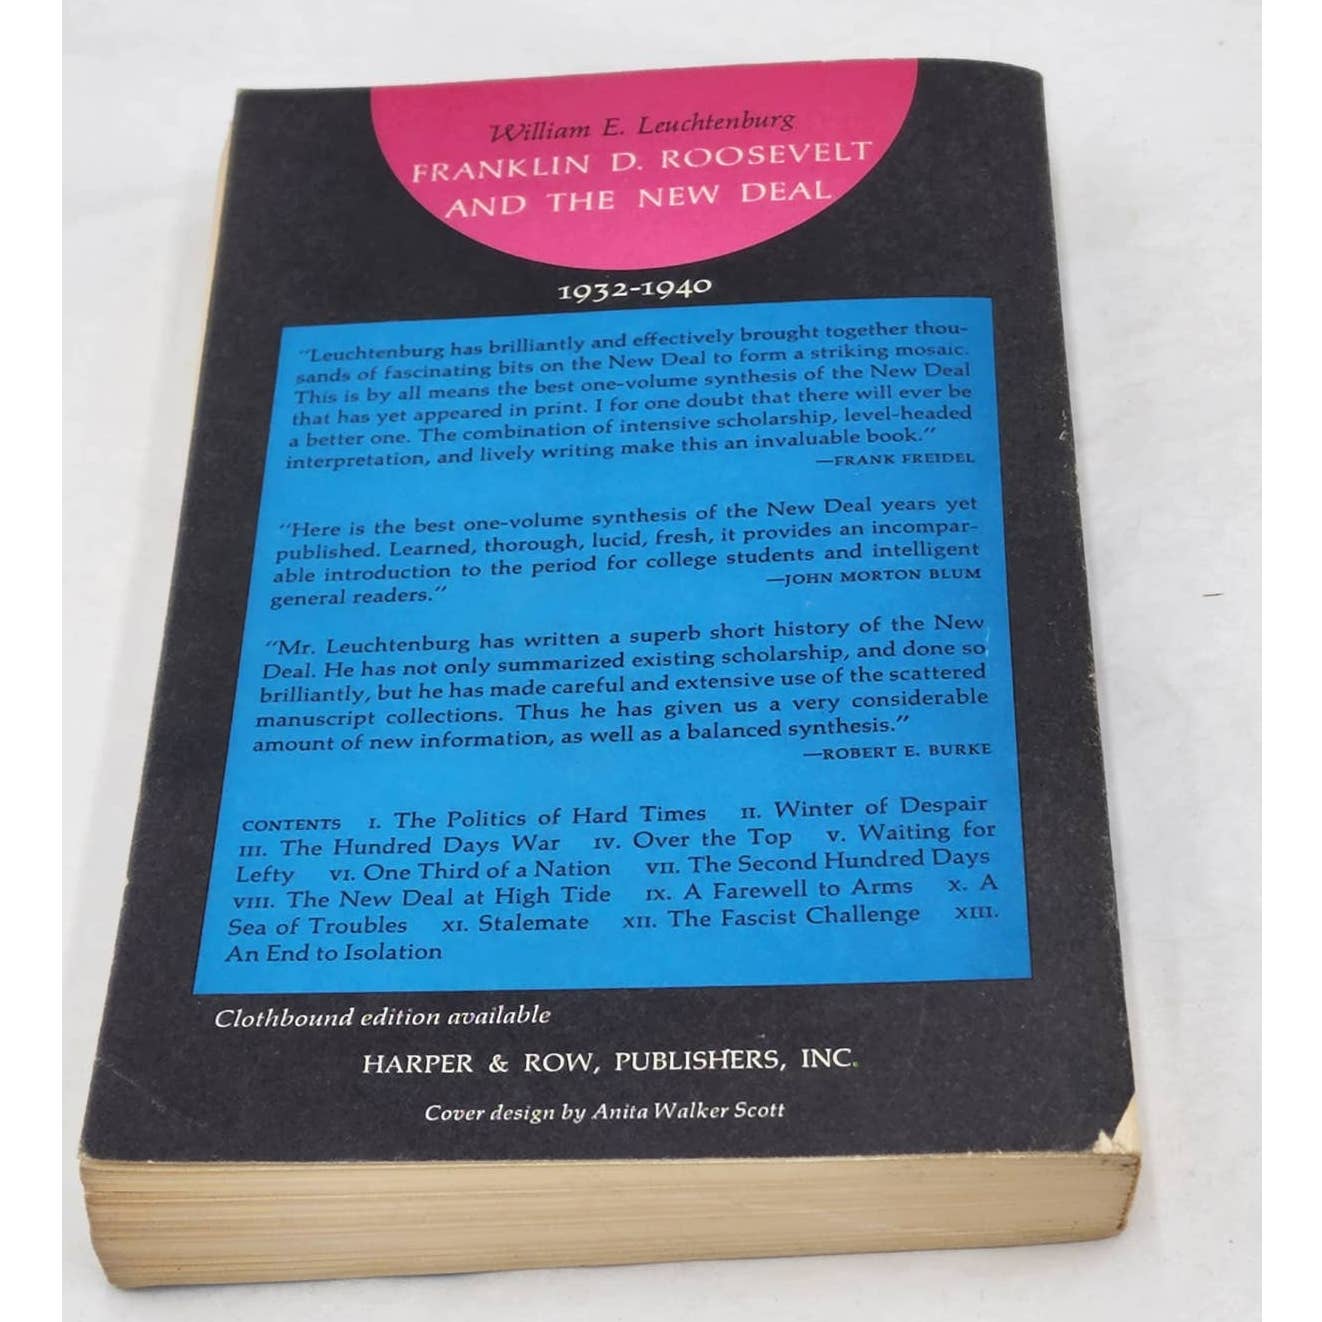 William E. Leuchtenburg
FRANKLIN D. ROOSEVELT
AND THE NEW DEAL
1932-1940
"Leuchtenburg has brilliantly and effectively brought together thou-
sands of fascinating bits on the New Deal to form a striking mosaic.
This is by all means the best one-volume synthesis of the New Deal
that has yet appeared in print. I for one doubt that there will ever be
a better one. The combination of intensive scholarship, level-headed
interpretation, and lively writing make this an invaluable book."
—FRANK FREIDEL
"Here is the best one-volume synthesis of the New Deal years yet
published. Learned, thorough, lucid, fresh, it provides an incompar-
able introduction to the period for college students and intelligent
general readers."
—JOHN MORTON BLUM
"Mr. Leuchtenburg has written a superb short history of the New
Deal. He has not only summarized existing scholarship, and done so
brilliantly, but he has made careful and extensive use of the scattered
manuscript collections. Thus he has given us a very considerable
amount of new information, as well as a balanced synthesis."
—ROBERT E. BURKE
CONTENTS I. The Politics of Hard Times II. Winter of Despair
III. The Hundred Days War IV. Over the Top V. Waiting for
Lefty VI. One Third of a Nation VII. The Second Hundred Days
VIII. The New Deal at High Tide IX. A Farewell to Arms X. A
Sea of Troubles XI. Stalemate XII. The Fascist Challenge XIII.
An End to Isolation
Clothbound edition available
HARPER & ROW, PUBLISHERS, INC.
Cover design by Anita Walker Scott